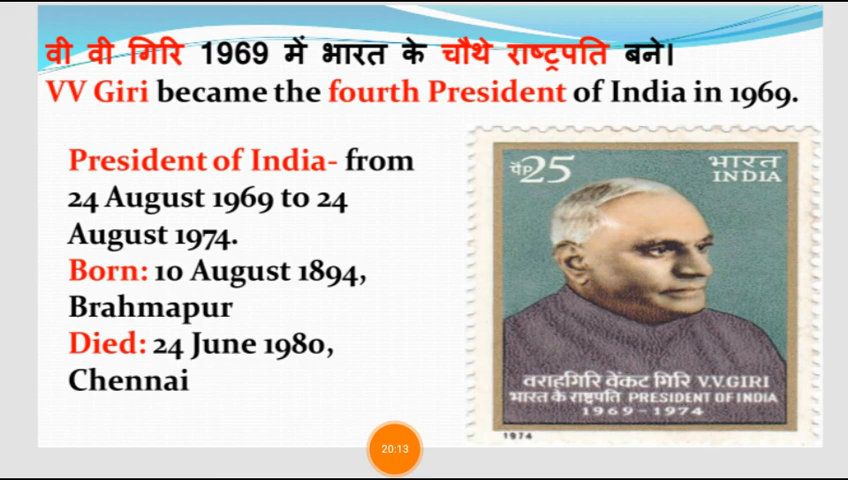 वी वी गिरि 1969 में भारत के चौथे राष्ट्रपति बने।
VV Giri became the fourth President of India in 1969.
President of India- from
24 August 1969 to 24
August 1974.
Born: 10 August 1894,
Brahmapur
Died: 24 June 1980,
Chennai
पै॰25
भारत
INDIA
वराहगिरि वेंकट गिरि V.V.GIRI
भारत के राष्ट्रपति PRESIDENT OF INDIA
1969-1974
1974
20:13